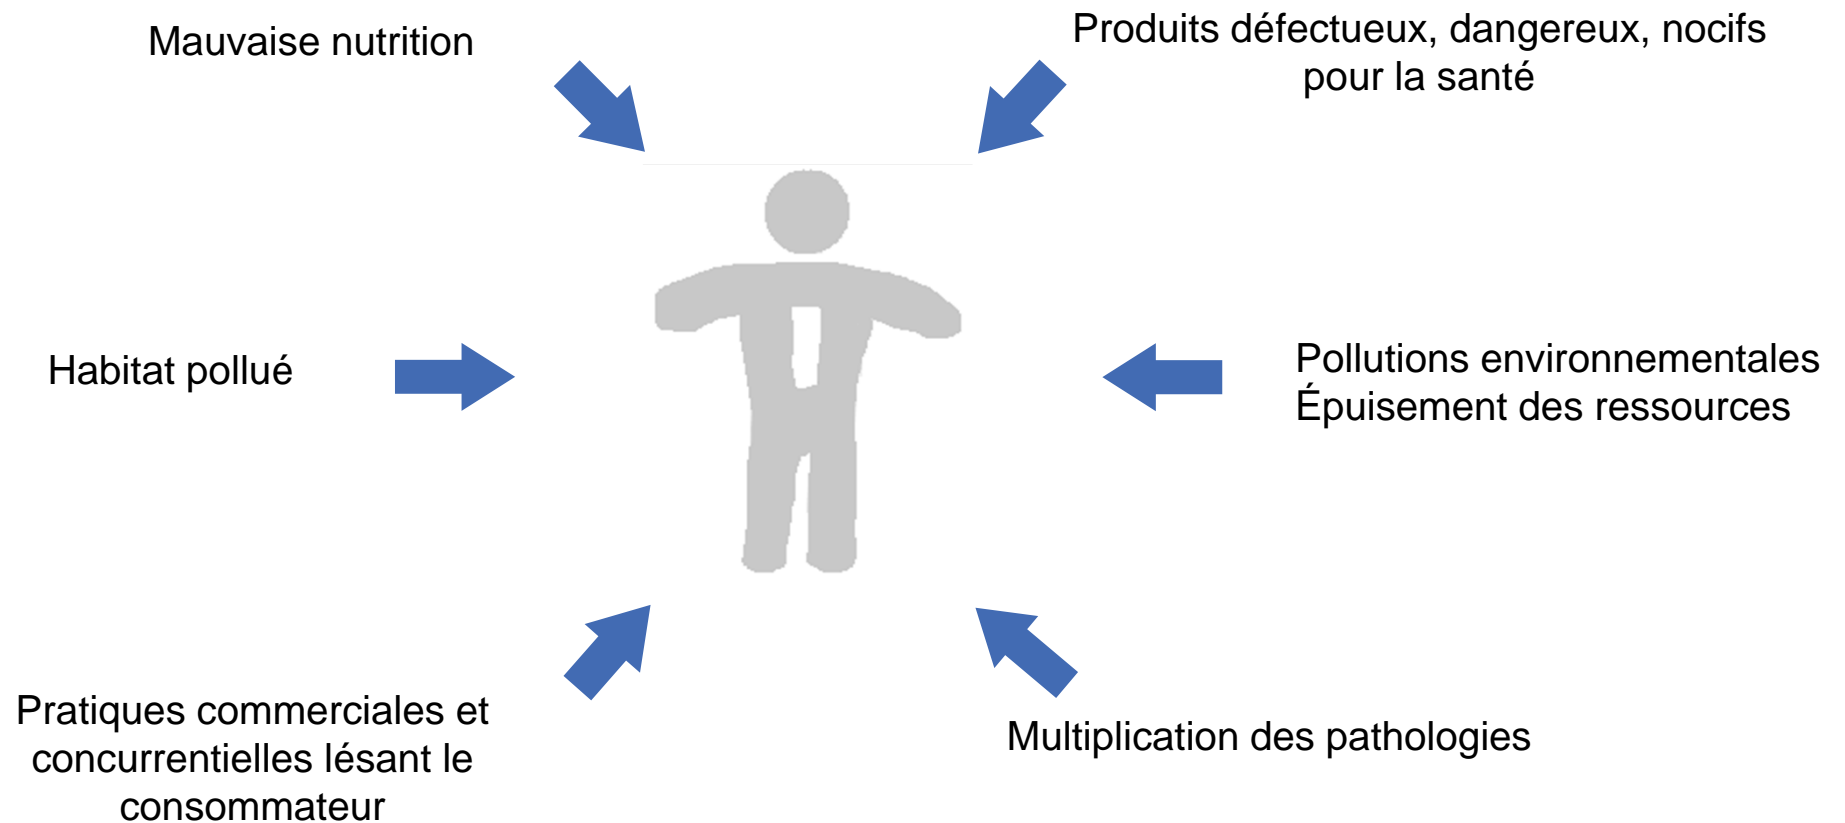 Mauvaise nutrition
Produits défectueux, dangereux, nocifs
pour la santé
Habitat pollué
Pollutions environnementales
Épuisement des ressources
Pratiques commerciales et
concurrentielles lésant le
consommateur
Multiplication des pathologies